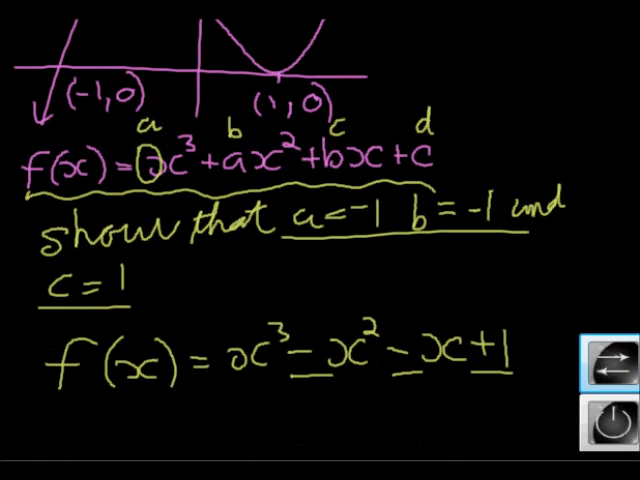 (-1,0) (1,0)
a b c d
f(x) = x³ + ax² + bx + c
show that a = -1 b = -1 and
c = 1
f(x) = x³ - x² - x + 1